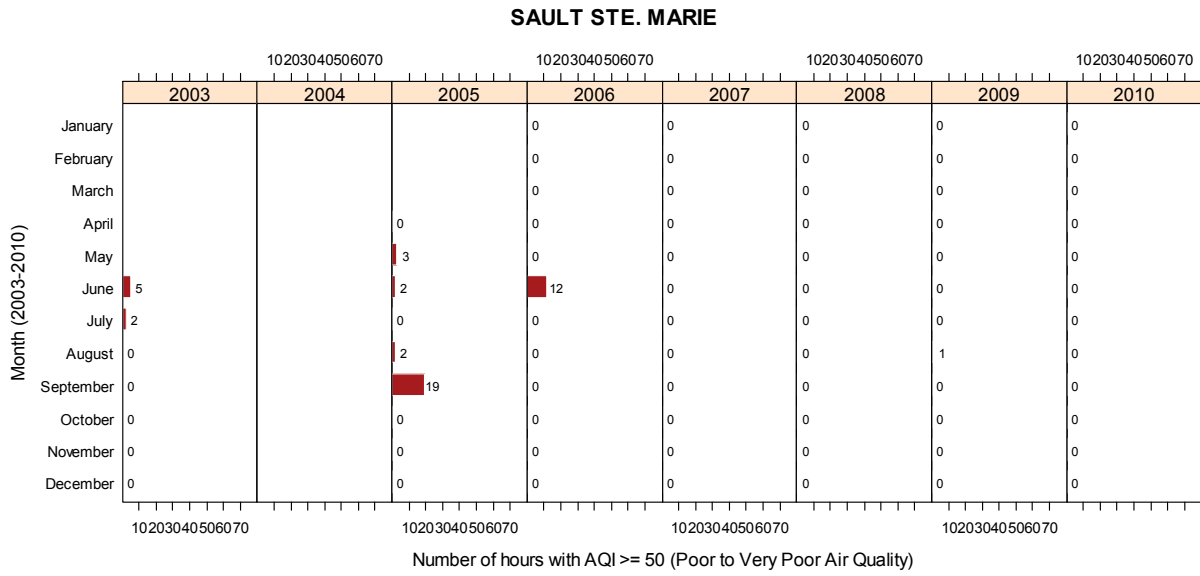 SAULT STE. MARIE
10203040506070 10203040506070 10203040506070 10203040506070
2003 2004 2005 2006 2007 2008 2009 2010
January 0 0 0 0 0
February 0 0 0 0 0
March 0 0 0 0 0
April 0 0 0 0 0 0
May 3 0 0 0 0 0
June 5 2 12 0 0 0 0
July 2 0 0 0 0 0 0
August 0 2 0 0 0 1 0
September 0 19 0 0 0 0 0
October 0 0 0 0 0 0 0
November 0 0 0 0 0 0 0
December 0 0 0 0 0 0 0
Month (2003-2010)
10203040506070 10203040506070 10203040506070 10203040506070
Number of hours with AQI >= 50 (Poor to Very Poor Air Quality)